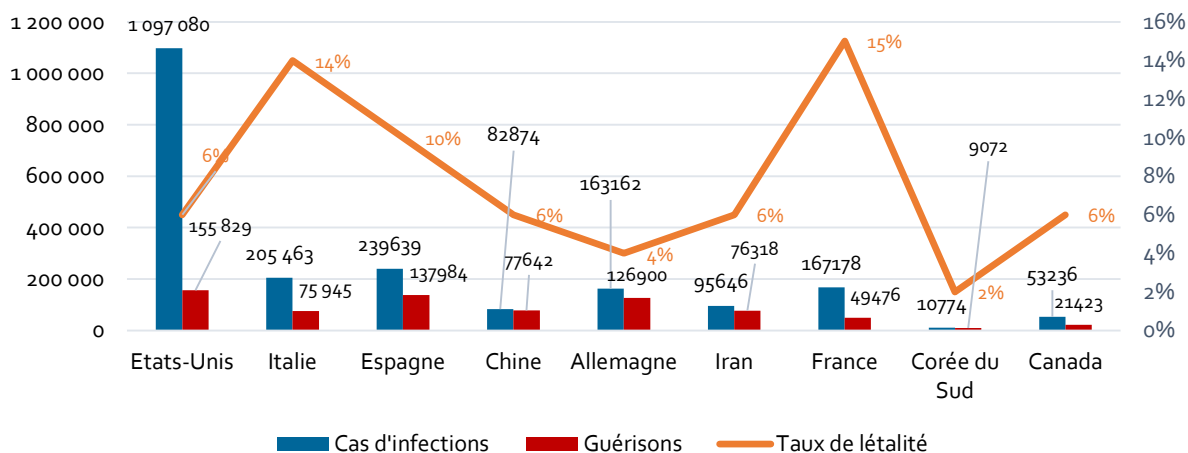 1 200 000
1 000 000
800 000
600 000
400 000
200 000
0
16%
14%
12%
10%
8%
6%
4%
2%
0%
1 097 080
155 829
6%
205 463
75 945
14%
239639
137984
10%
82874
77642
6%
163162
126900
4%
95646
76318
6%
167178
49476
15%
10774
9072
2%
53236
21423
6%
Etats-Unis
Italie
Espagne
Chine
Allemagne
Iran
France
Corée du
Sud
Canada
Cas d'infections
Guérisons
Taux de létalité